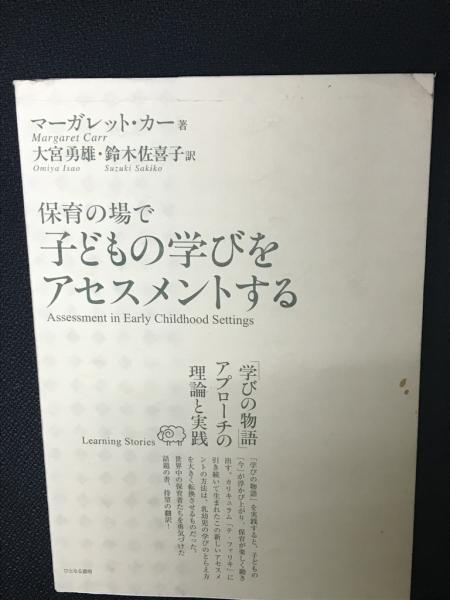 マーガレット・カー著
Margaret Carr
大宮勇雄・鈴木佐喜子訳
Omiya Isao Suzuki Sakiko
保育の場で
子どもの学びを
アセスメントする
Assessment in Early Childhood Settings
「学びの物語」
アプローチの
理論と実践
Learning Stories
「学びの物語」を実践すると、子どもの
「今」が浮かび上がり、保育が楽しく動き
出す。カリキュラム「テ・ファリキ」に
引き続いて生まれたこの新しいアセスメ
ントの方法は、乳幼児の学びのとらえ方
を大きく転換させるものだった。
世界中の保育者たちを勇気づけた
話題の書、待望の翻訳！
ひとなる書房